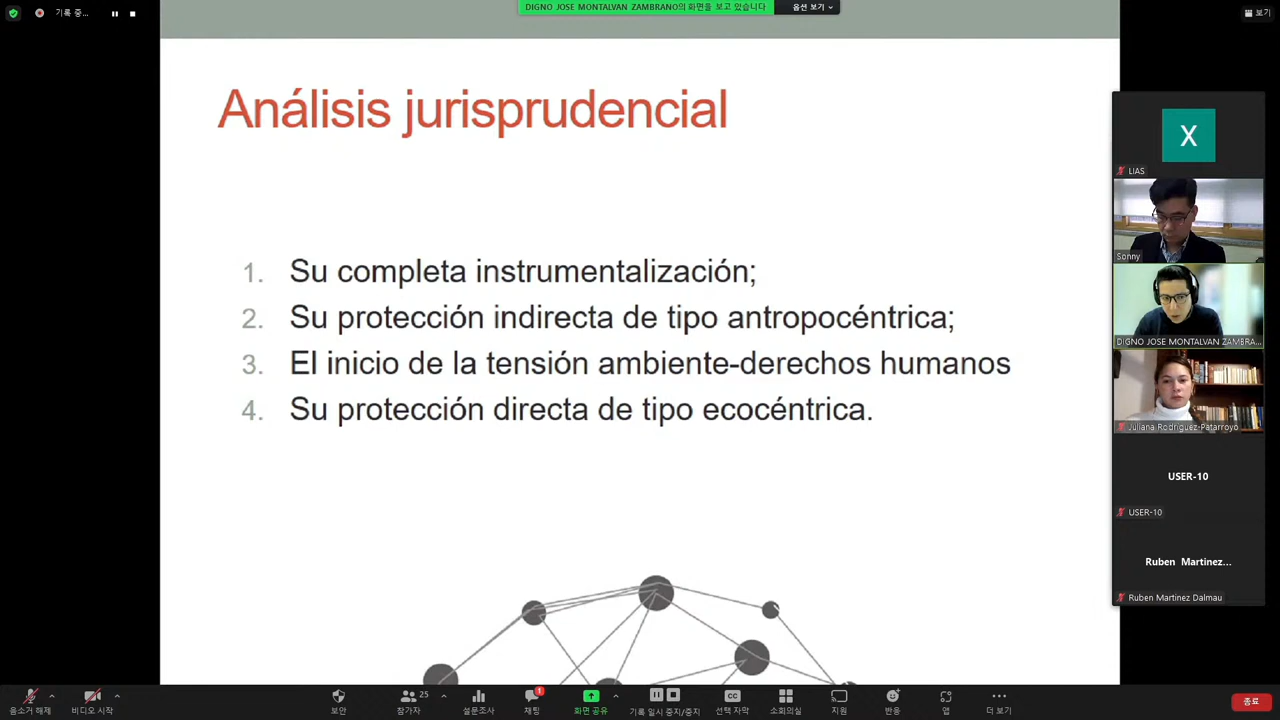 기록 중...
DIGNO JOSE MONTALVAN ZAMBRANO의 화면을 보고 있습니다
옵션 보기
보기
Análisis jurisprudencial
1. Su completa instrumentalización;
2. Su protección indirecta de tipo antropocéntrica;
3. El inicio de la tensión ambiente-derechos humanos
4. Su protección directa de tipo ecocéntrica.
X
LIAS
Sonny
DIGNO JOSE MONTALVAN ZAMBRA...
Juliana Rodríguez-Patarroyo
USER-10
USER-10
Ruben Martinez...
Ruben Martinez Dalmau
음소거 해제
비디오 시작
보안
25
참가자
설문조사
1
채팅
화면 공유
기록 일시 중지/중지
CC
선택 자막
소회의실
지원
반응
앱
더 보기
종료